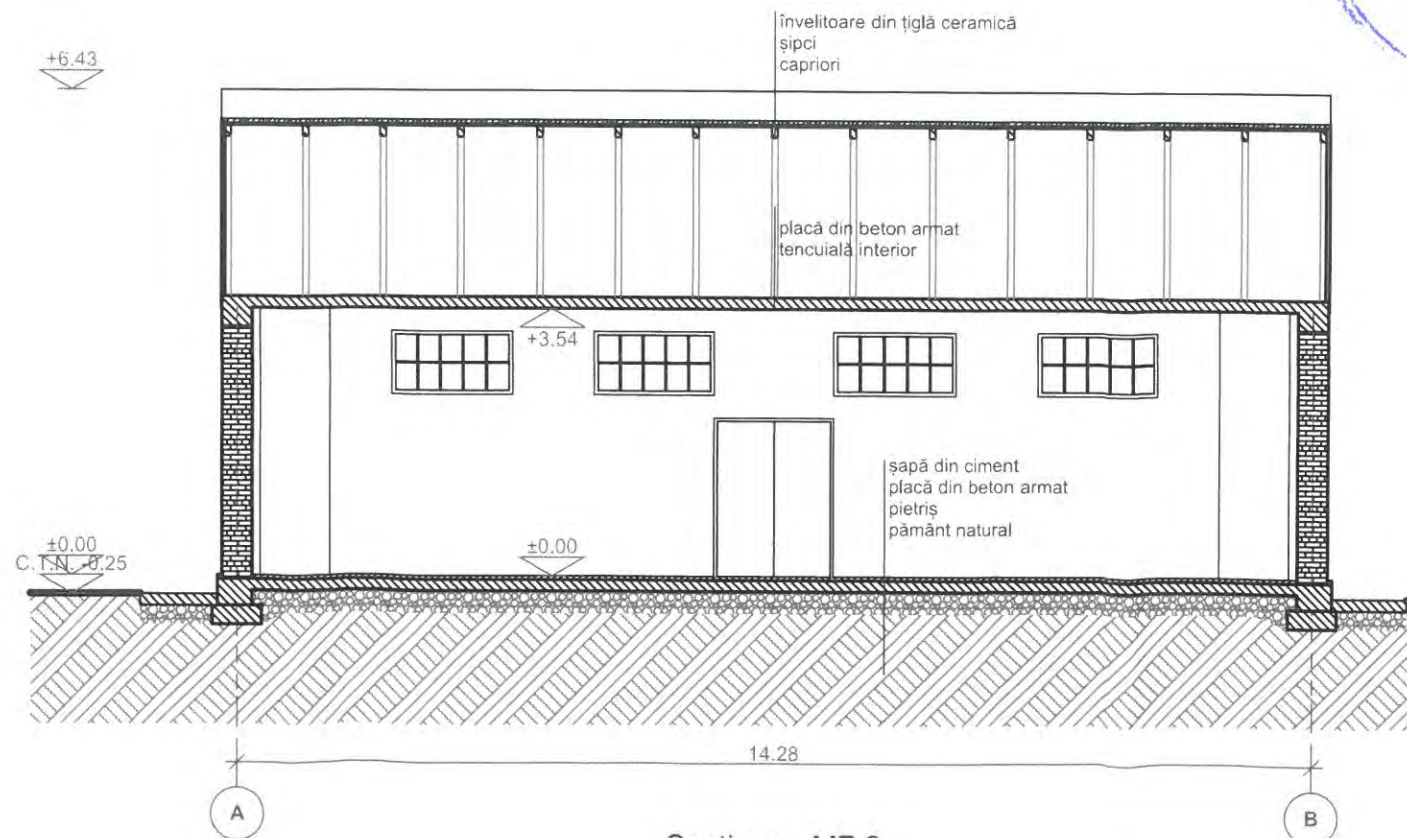 învelitoare din țiglă ceramică
șipci
capriori
+6.43
placă din beton armat
tencuială interior
+3.54
șapă din ciment
placă din beton armat
pietriș
pământ natural
±0.00
±0.00
C.T.N. -0.25
14.28
A
B